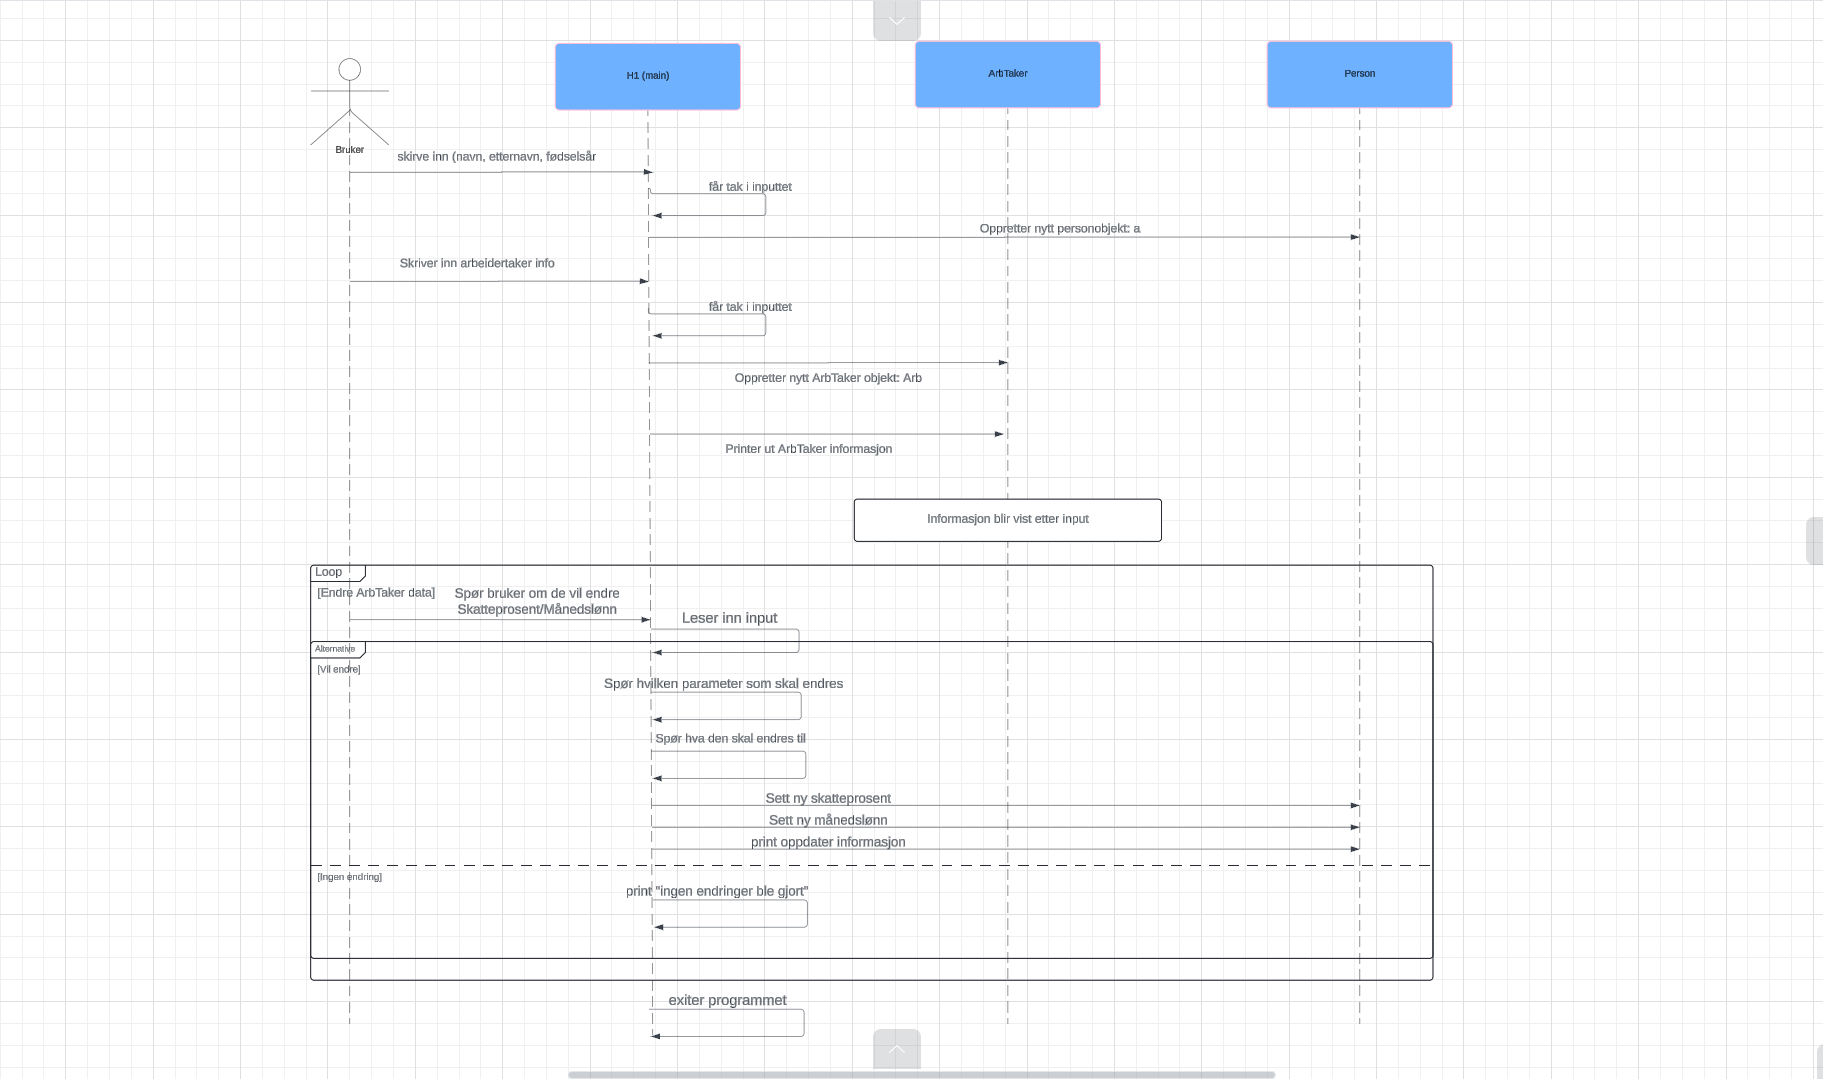 H1 (main)
ArbTaker
Person
Bruker
skirve inn (navn, etternavn, fødselsår
får tak i inputtet
Oppretter nytt personobjekt: a
Skriver inn arbeidertaker info
får tak i inputtet
Oppretter nytt ArbTaker objekt: Arb
Printer ut ArbTaker informasjon
Informasjon blir vist etter input
Loop
[Endre ArbTaker data]
Spør bruker om de vil endre
Skatteprosent/Månedslønn
Leser inn input
Alternative
[Vil endre]
Spør hvilken parameter som skal endres
Spør hva den skal endres til
Sett ny skatteprosent
Sett ny månedslønn
print oppdater informasjon
[Ingen endring]
print "ingen endringer ble gjort"
exiter programmet